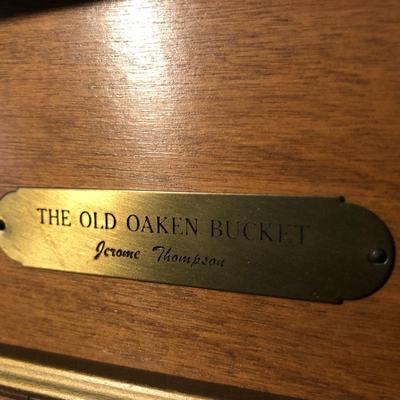 THE OLD OAKEN BUCKET
Jerome Thompson